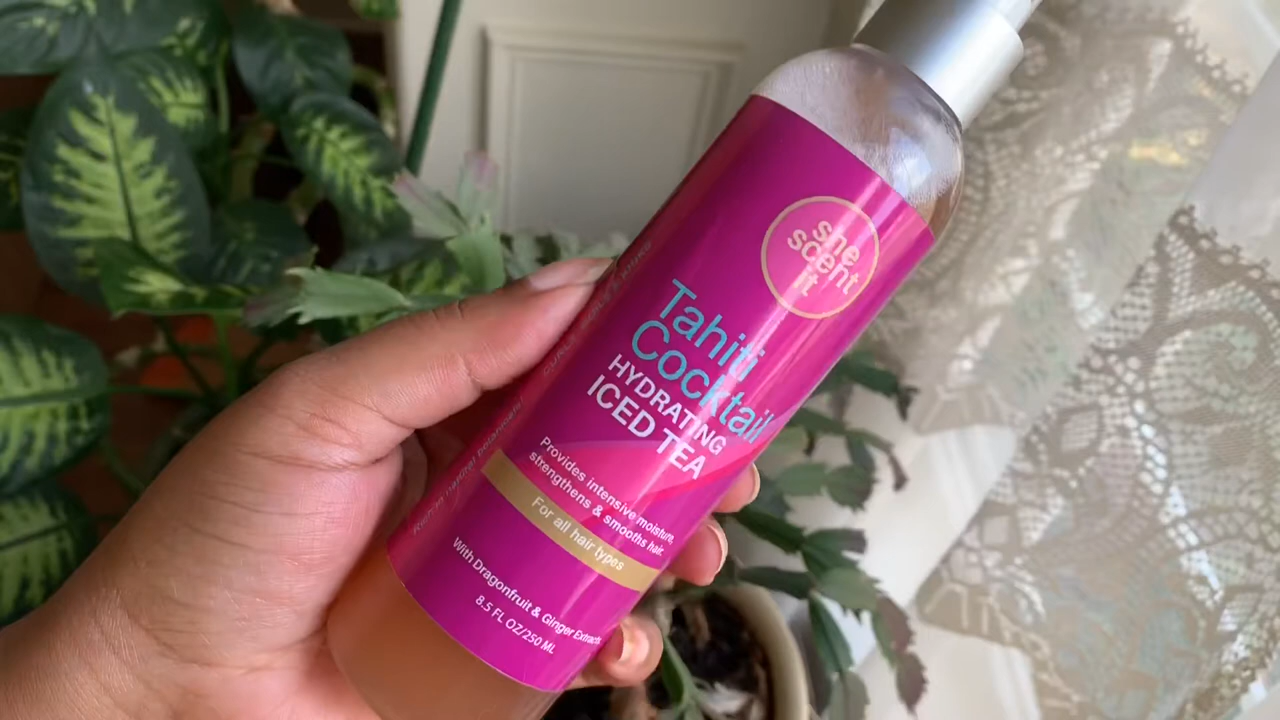 she
scent
it
Tahiti
Cocktail
HYDRATING
ICED TEA
Provides intensive moisture,
strengthens & smooths hair.
For all hair types
With Dragonfruit & Ginger Extracts
8.5 FL OZ/250 ML